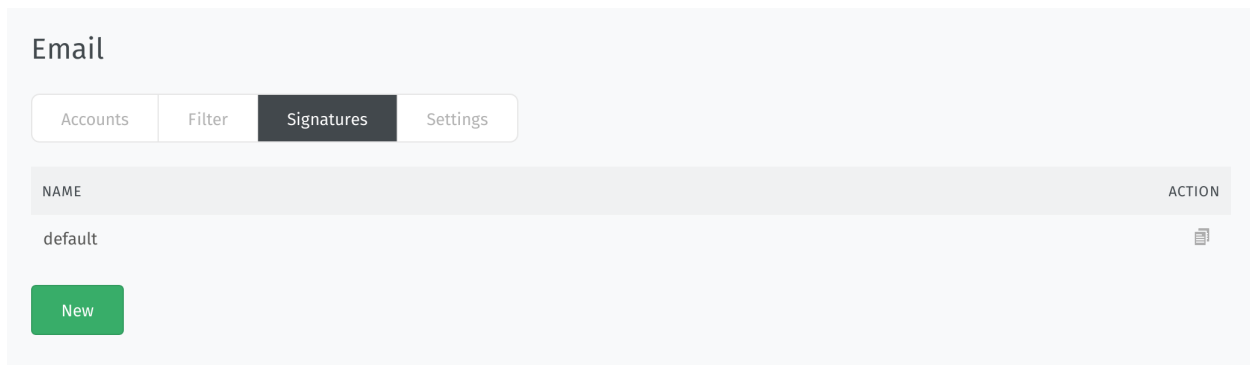 Email
Accounts Filter Signatures Settings
NAME ACTION
default
New